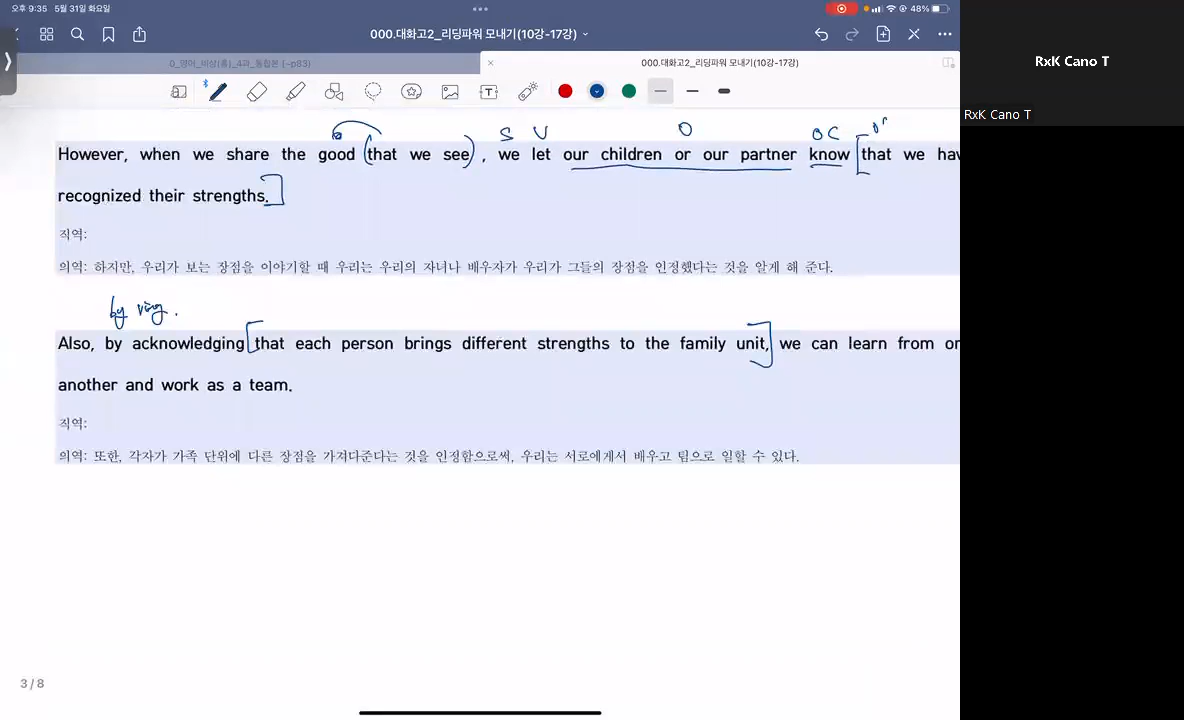 오후 9:35 5월 31일 화요일
48%
000.대화고2_리딩파워 모내기(10강-17강)
RxK Cano T
0_영어_비상(홍)_4과_통합본 (~p83)
000.대화고2_리딩파워 모내기(10강-17강)
T
RxK Cano T
S V O OC
However, when we share the good (that we see), we let our children or our partner know [that we hav
recognized their strengths.]
직역:
의역: 하지만, 우리가 보는 장점을 이야기할 때 우리는 우리의 자녀나 배우자가 우리가 그들의 장점을 인정했다는 것을 알게 해 준다.
by ving.
Also, by acknowledging [that each person brings different strengths to the family unit,] we can learn from on
another and work as a team.
직역:
의역: 또한, 각자가 가족 단위에 다른 장점을 가져다준다는 것을 인정함으로써, 우리는 서로에게서 배우고 팀으로 일할 수 있다.
3 / 8